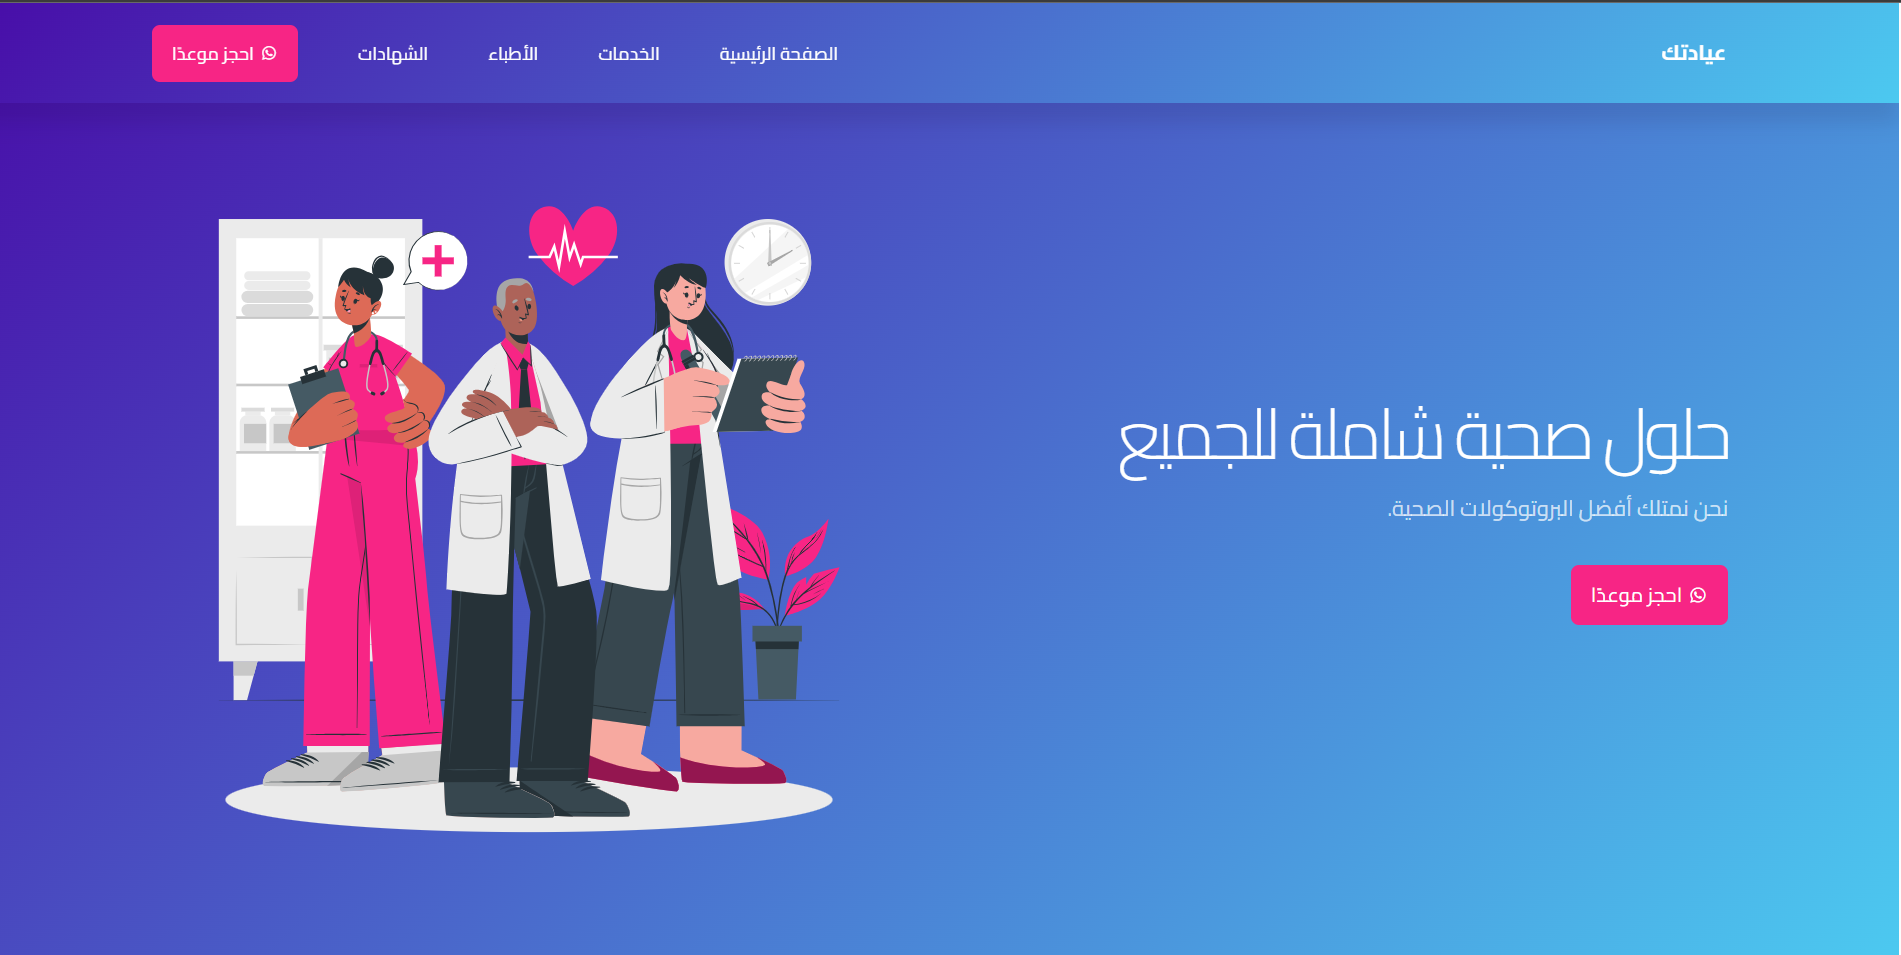 عيادتك
الصفحة الرئيسية
الخدمات
الأطباء
الشهادات
احجز موعدًا
حلول صحية شاملة للجميع
نحن نمتلك أفضل البروتوكولات الصحية.
احجز موعدًا